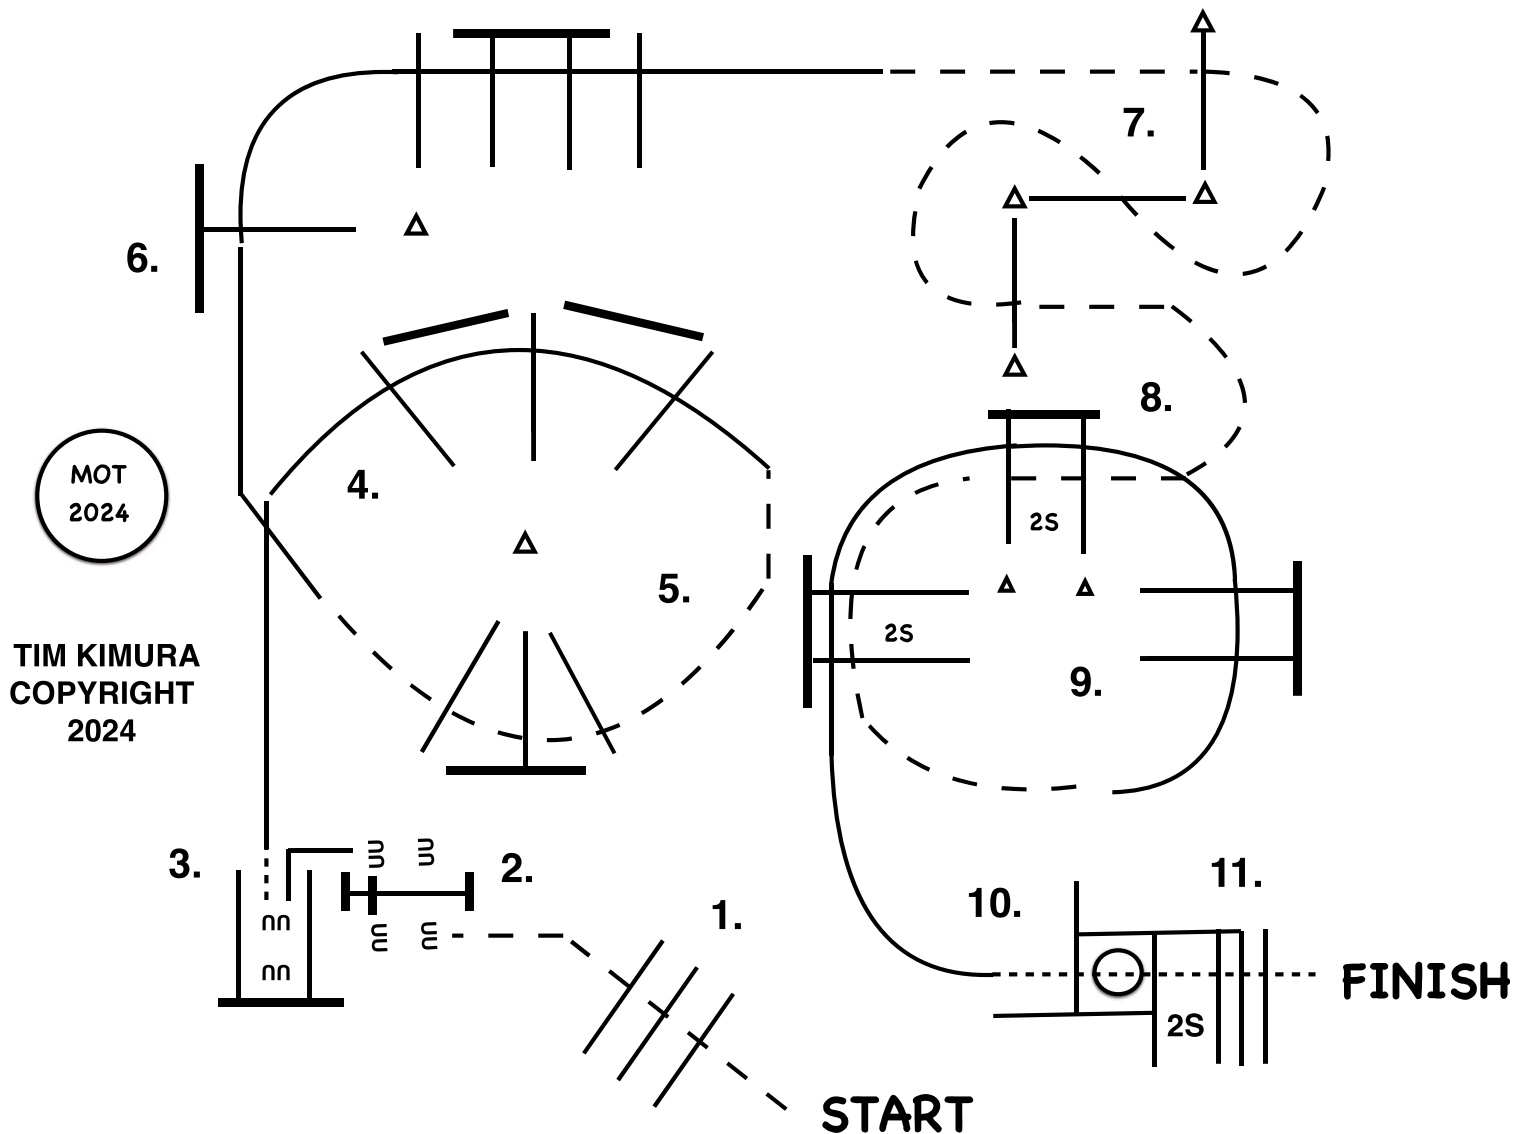 7.
6.
8.
MOT
2024
4.
2S
5.
2S
TIM KIMURA
COPYRIGHT
2024
9.
3.
2.
11.
1.
10.
FINISH
2S
START